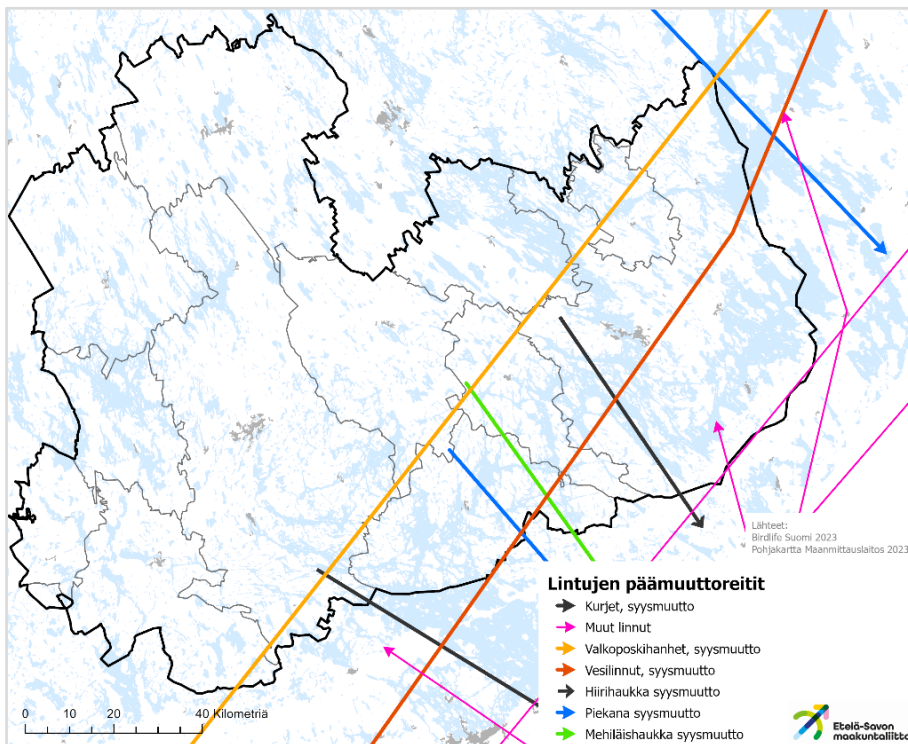 Lähteet:
Birdlife Suomi 2023
Pohjakartta Maanmittauslaitos 2023
Lintujen päämuuttoreitit
Kurjet, syysmuutto
Muut linnut
Valkoposkihanhet, syysmuutto
Vesilinnut, syysmuutto
Hiirihaukka syysmuutto
Piekana syysmuutto
Mehiläishaukka syysmuutto
0 10 20 40 Kilometriä
Etelä-Savon
maakuntaliitto